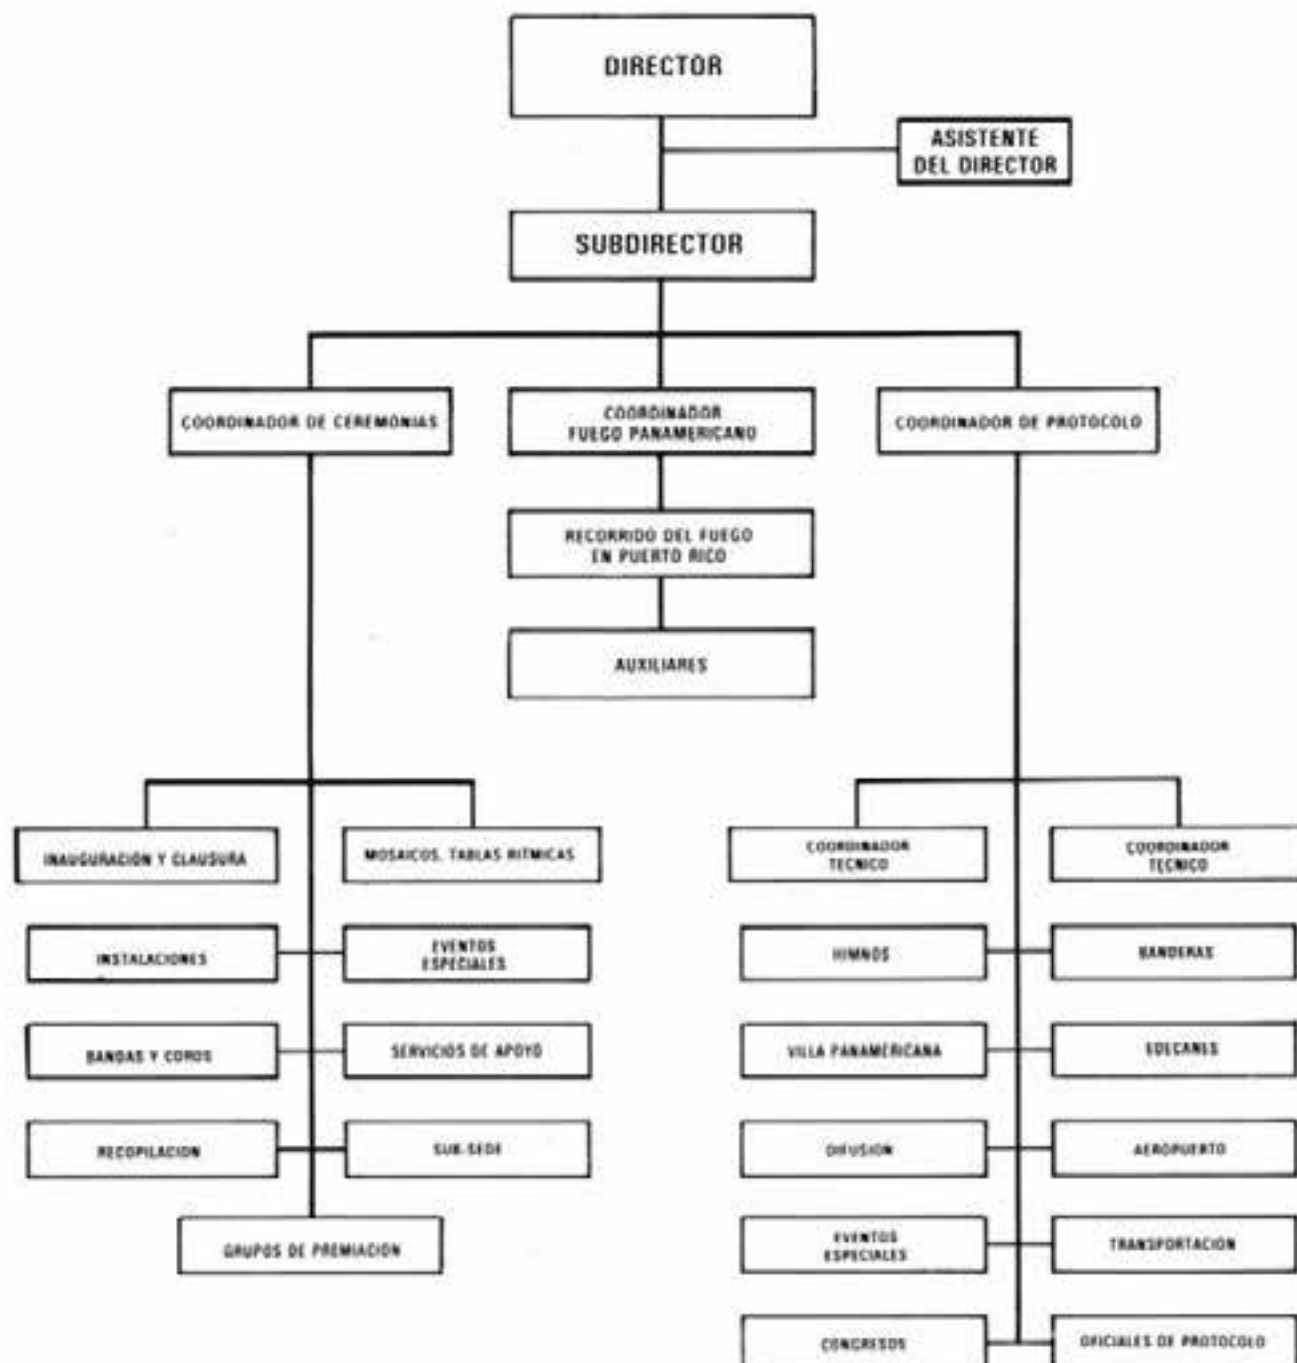 DIRECTOR
ASISTENTE
DEL DIRECTOR
SUBDIRECTOR
COORDINADOR DE CEREMONIAS
COORDINADOR
FUEGO PANAMERICANO
COORDINADOR DE PROTOCOLO
RECORRIDO DEL FUEGO
EN PUERTO RICO
AUXILIARES
INAUGURACIÓN Y CLAUSURA
MOSAICOS, TABLAS RITMICAS
COORDINADOR
TECNICO
COORDINADOR
TECNICO
INSTALACIONES
EVENTOS
ESPECIALES
HIMNOS
BANDERAS
BANDAS Y COROS
SERVICIOS DE APOYO
VILLA PANAMERICANA
EDECANES
RECOPILACION
SUB-SEDE
DIFUSION
AEROPUERTO
GRUPOS DE PREMIACION
EVENTOS
ESPECIALES
TRANSPORTACION
CONGRESOS
OFICIALES DE PROTOCOLO